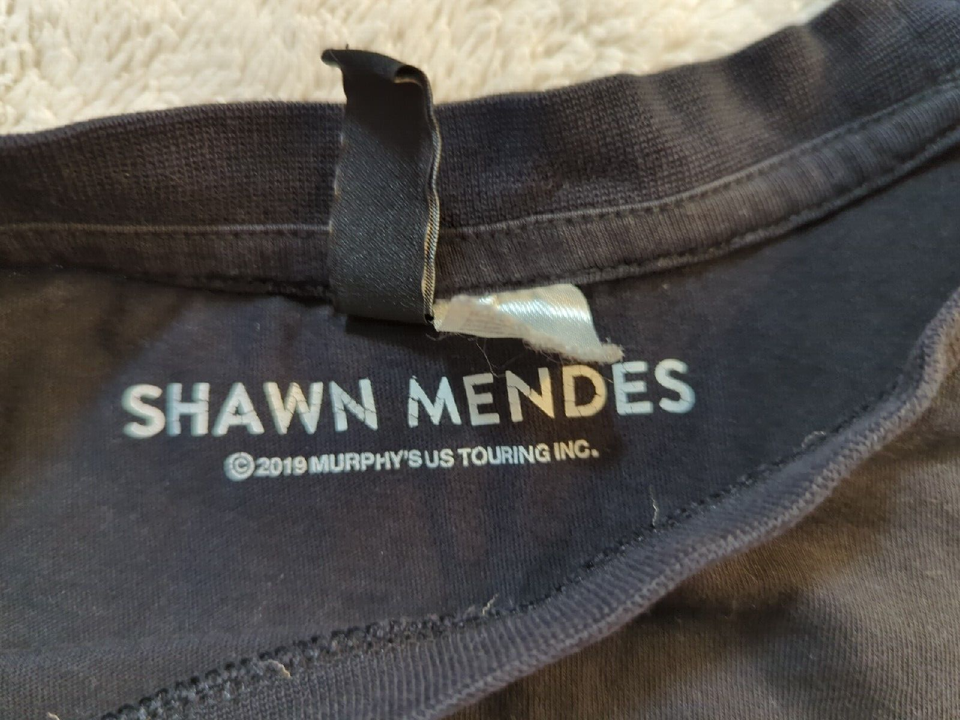 SHAWN MENDES
©2019 MURPHY'S US TOURING INC.